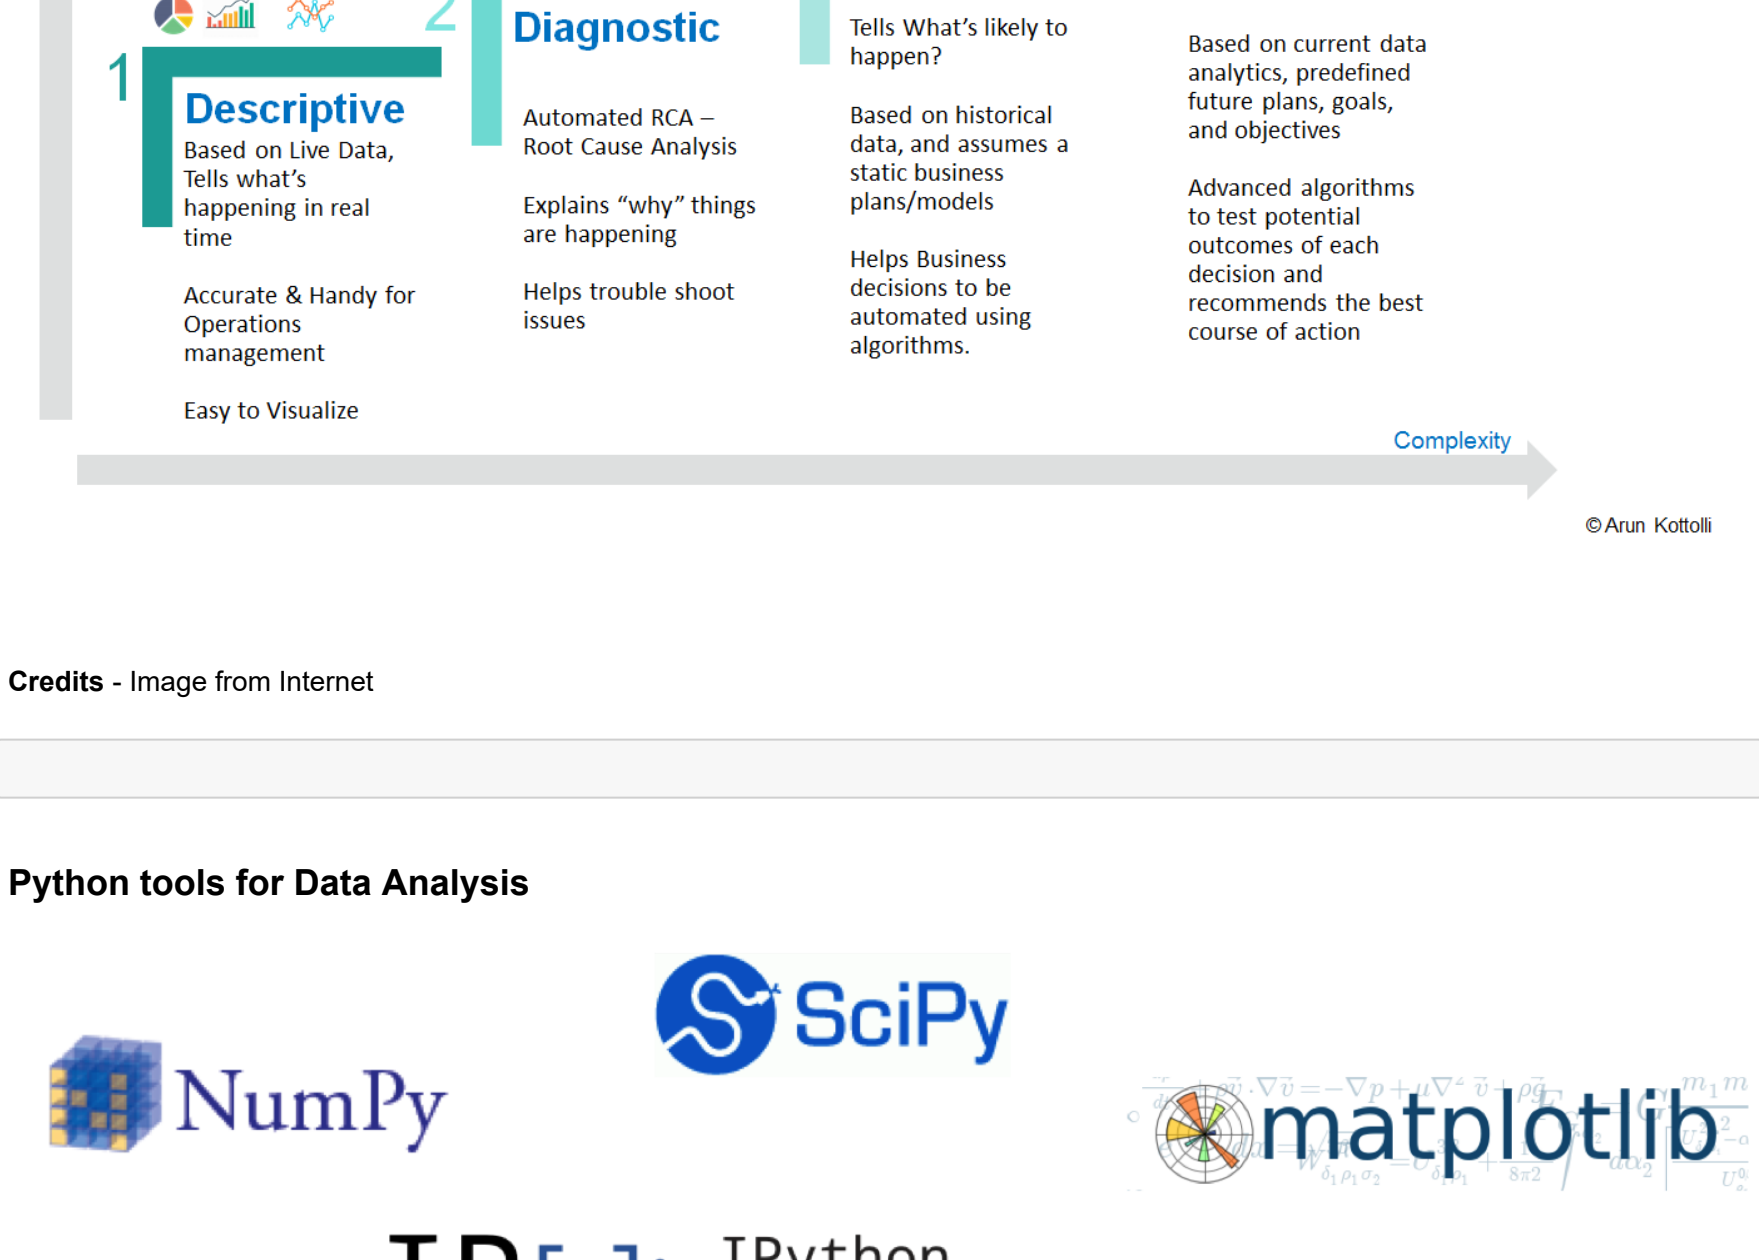 2
Diagnostic
Tells What's likely to
happen?
Based on current data
analytics, predefined
future plans, goals,
and objectives
1
Descriptive
Based on Live Data,
Tells what's
happening in real
time
Accurate & Handy for
Operations
management
Easy to Visualize
Automated RCA –
Root Cause Analysis
Explains “why” things
are happening
Helps trouble shoot
issues
Based on historical
data, and assumes a
static business
plans/models
Helps Business
decisions to be
automated using
algorithms.
Advanced algorithms
to test potential
outcomes of each
decision and
recommends the best
course of action
Complexity
© Arun Kottolli
Credits - Image from Internet
Python tools for Data Analysis
SciPy
NumPy
matplotlib
IP[ ]:
IPython